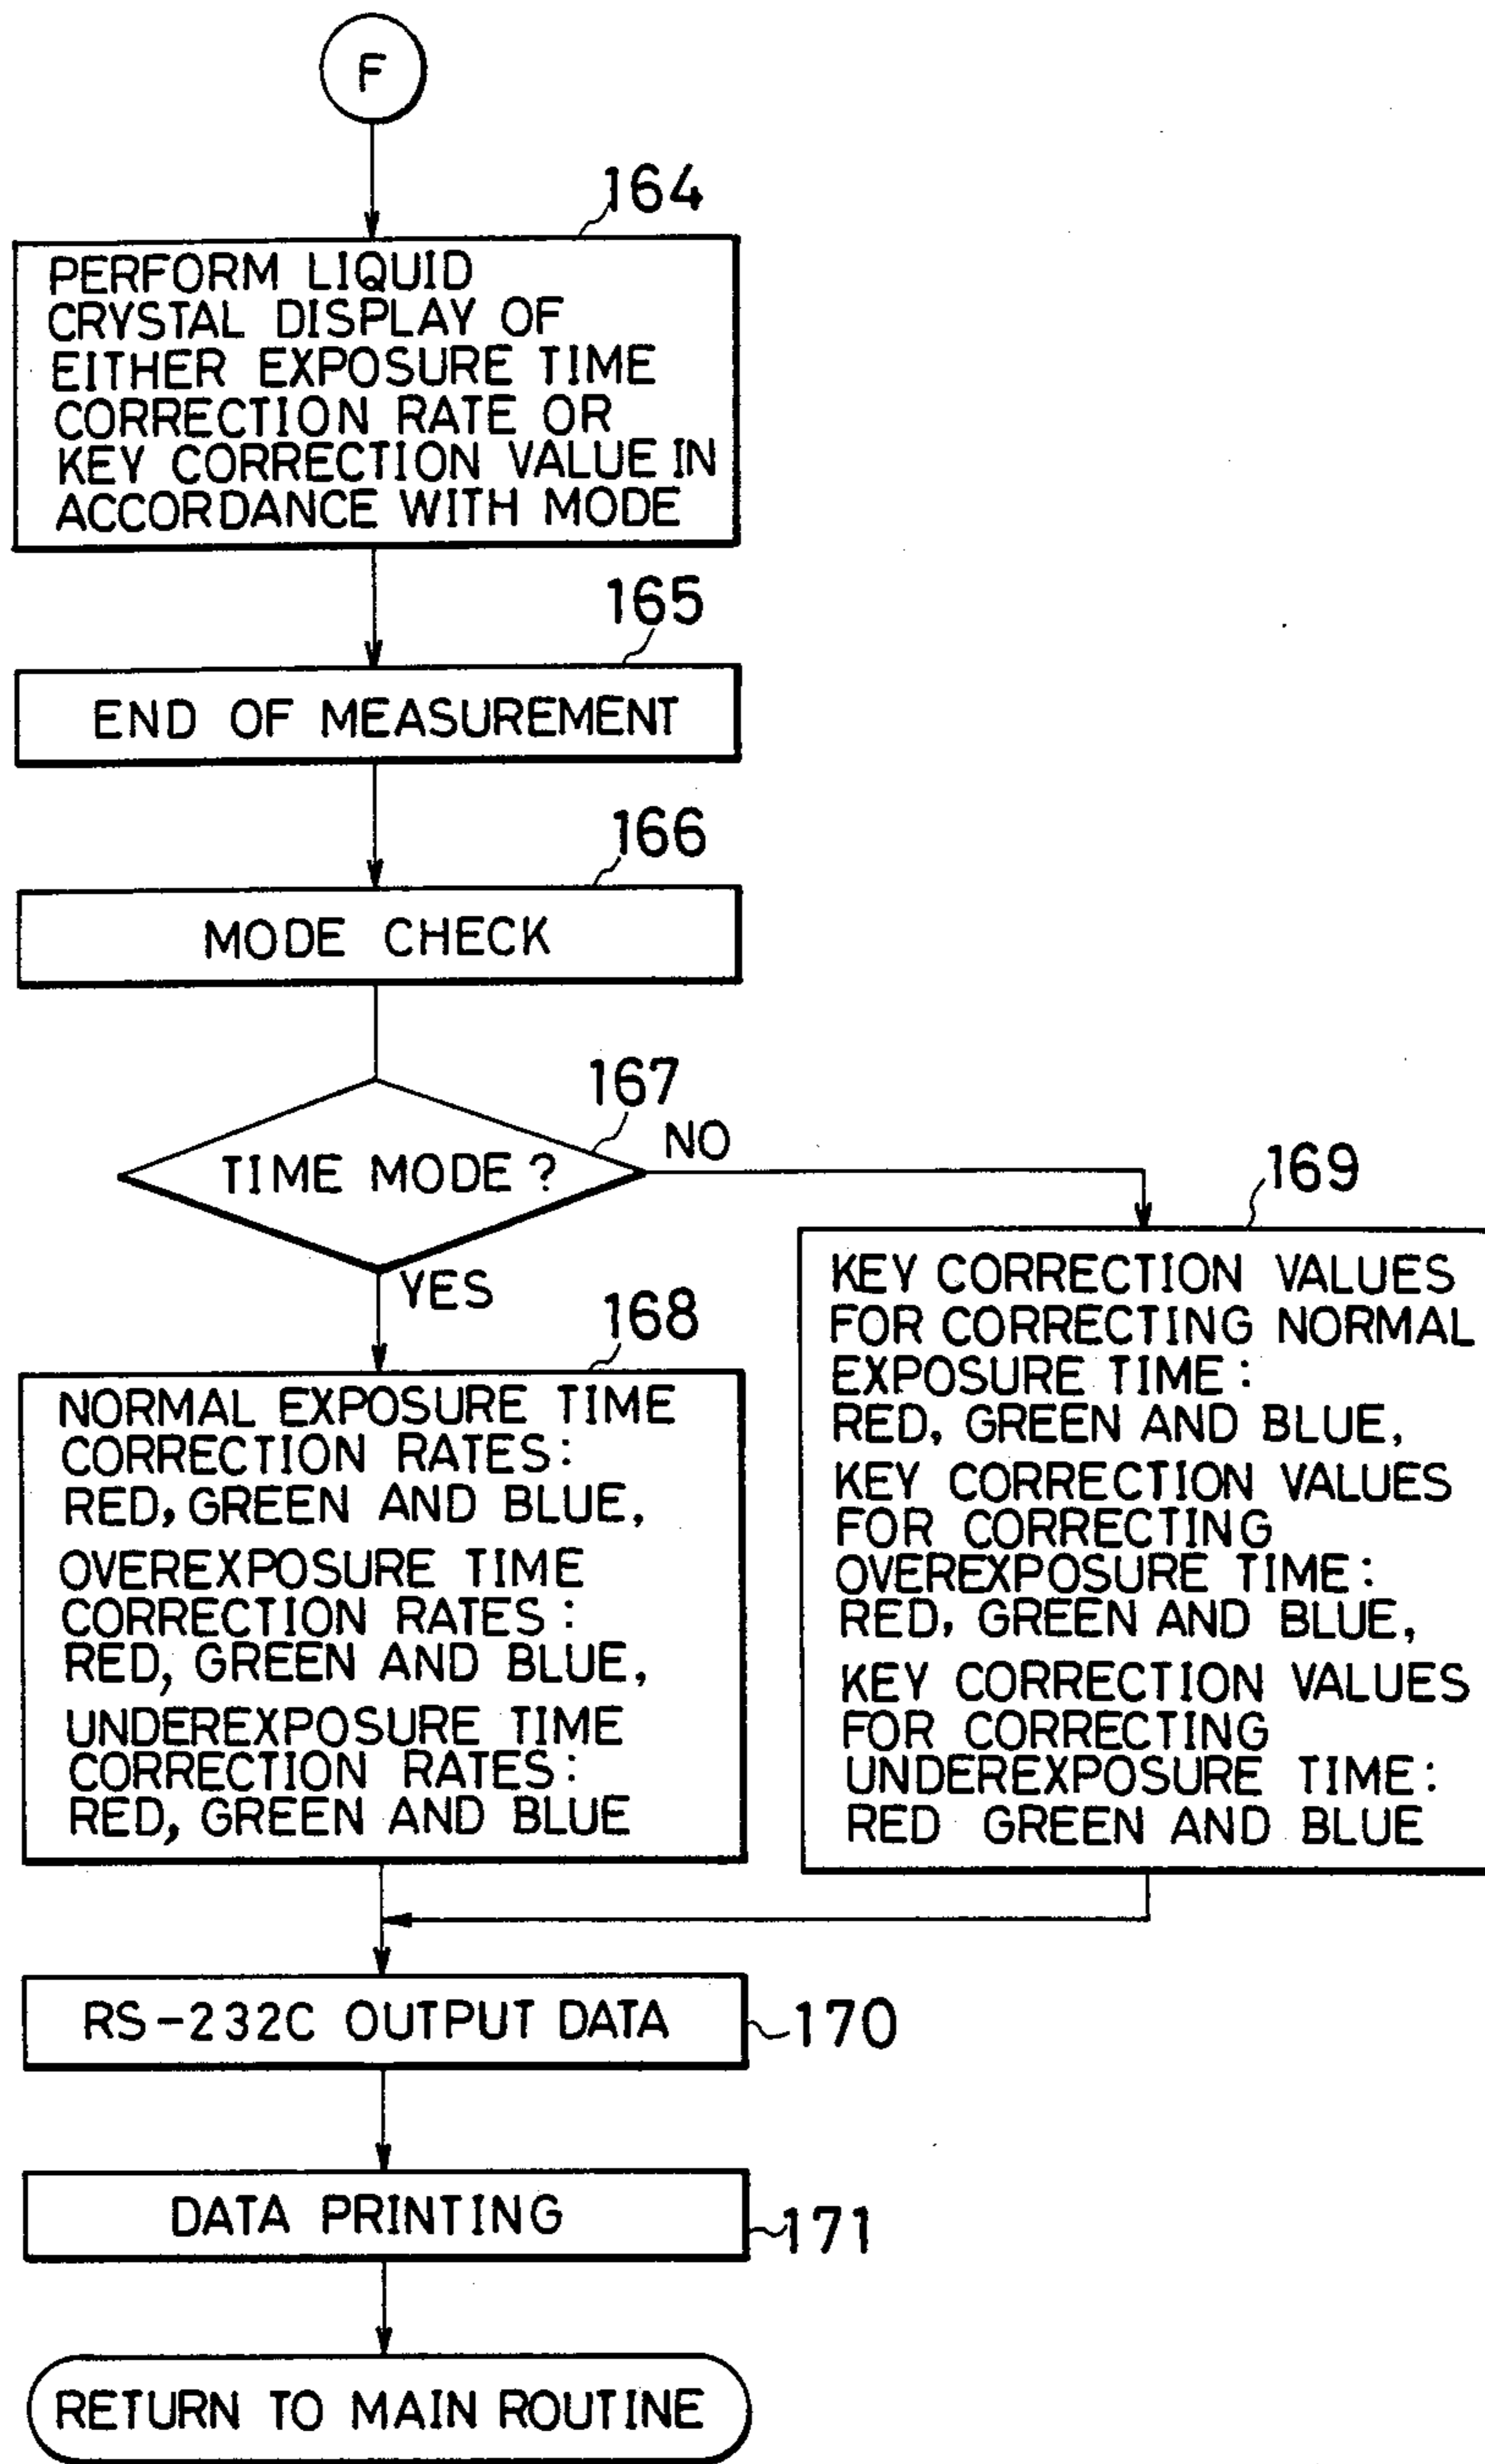 F
164
PERFORM LIQUID
CRYSTAL DISPLAY OF
EITHER EXPOSURE TIME
CORRECTION RATE OR
KEY CORRECTION VALUE IN
ACCORDANCE WITH MODE
165
END OF MEASUREMENT
166
MODE CHECK
167
TIME MODE ?
NO
YES
168
NORMAL EXPOSURE TIME
CORRECTION RATES:
RED, GREEN AND BLUE,
OVEREXPOSURE TIME
CORRECTION RATES:
RED, GREEN AND BLUE,
UNDEREXPOSURE TIME
CORRECTION RATES:
RED, GREEN AND BLUE
169
KEY CORRECTION VALUES
FOR CORRECTING NORMAL
EXPOSURE TIME:
RED, GREEN AND BLUE,
KEY CORRECTION VALUES
FOR CORRECTING
OVEREXPOSURE TIME:
RED, GREEN AND BLUE,
KEY CORRECTION VALUES
FOR CORRECTING
UNDEREXPOSURE TIME:
RED GREEN AND BLUE
RS-232C OUTPUT DATA
170
DATA PRINTING
171
RETURN TO MAIN ROUTINE